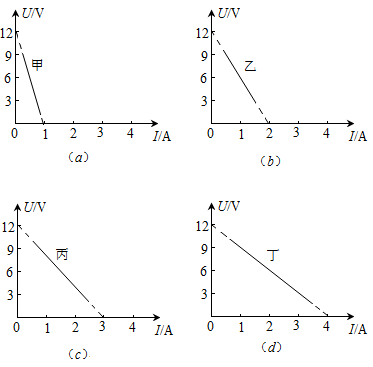 U/V
12
9
6
3
甲
0 1 2 3 4 I/A
(a)
U/V
12
9
6
3
乙
0 1 2 3 4 I/A
(b)
U/V
12
9
6
3
丙
0 1 2 3 4 I/A
(c)
U/V
12
9
6
3
丁
0 1 2 3 4 I/A
(d)